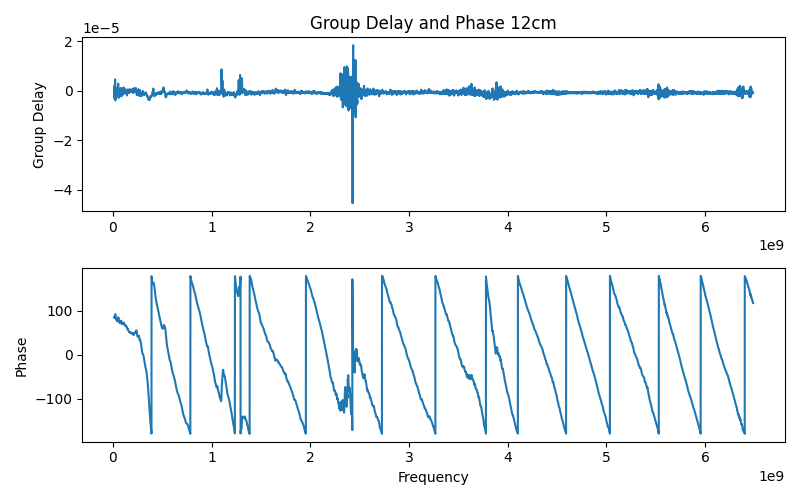 Group Delay and Phase 12cm
1e−5
2
0
−2
−4
Group Delay
0 1 2 3 4 5 6
1e9
100
0
−100
Phase
0 1 2 3 4 5 6
1e9
Frequency